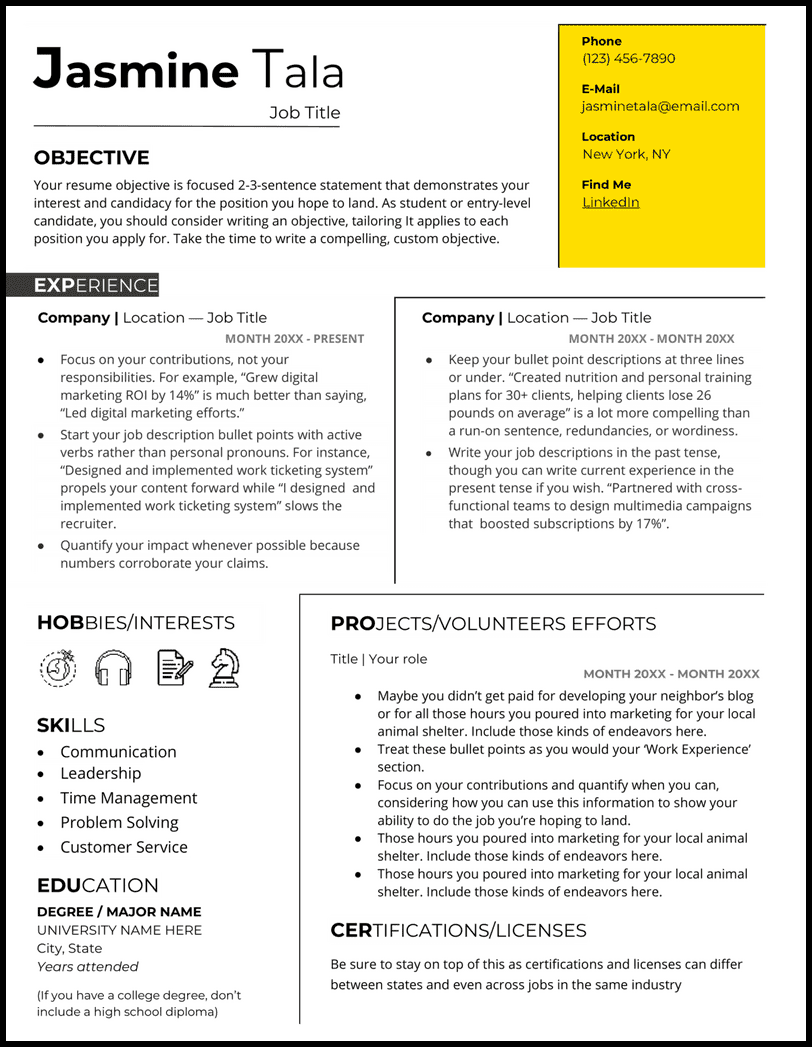 Jasmine Tala
Job Title
Phone
(123) 456-7890
E-Mail
jasminetala@email.com
Location
New York, NY
Find Me
LinkedIn
OBJECTIVE
Your resume objective is focused 2-3-sentence statement that demonstrates your
interest and candidacy for the position you hope to land. As student or entry-level
candidate, you should consider writing an objective, tailoring It applies to each
position you apply for. Take the time to write a compelling, custom objective.
EXPERIENCE
Company | Location — Job Title
MONTH 20XX - PRESENT
● Focus on your contributions, not your
responsibilities. For example, “Grew digital
marketing ROI by 14%” is much better than saying,
“Led digital marketing efforts.”
● Start your job description bullet points with active
verbs rather than personal pronouns. For instance,
“Designed and implemented work ticketing system”
propels your content forward while “I designed  and
implemented work ticketing system” slows the
recruiter.
● Quantify your impact whenever possible because
numbers corroborate your claims.
Company | Location — Job Title
MONTH 20XX - MONTH 20XX
● Keep your bullet point descriptions at three lines
or under. “Created nutrition and personal training
plans for 30+ clients, helping clients lose 26
pounds on average” is a lot more compelling than
a run-on sentence, redundancies, or wordiness.
● Write your job descriptions in the past tense,
though you can write current experience in the
present tense if you wish. “Partnered with cross-
functional teams to design multimedia campaigns
that  boosted subscriptions by 17%”.
HOBBIES/INTERESTS
SKILLS
● Communication
● Leadership
● Time Management
● Problem Solving
● Customer Service
EDUCATION
DEGREE / MAJOR NAME
UNIVERSITY NAME HERE
City, State
Years attended
(If you have a college degree, don’t
include a high school diploma)
PROJECTS/VOLUNTEERS EFFORTS
Title | Your role
MONTH 20XX - MONTH 20XX
● Maybe you didn’t get paid for developing your neighbor’s blog
or for all those hours you poured into marketing for your local
animal shelter. Include those kinds of endeavors here.
● Treat these bullet points as you would your ‘Work Experience’
section.
● Focus on your contributions and quantify when you can,
considering how you can use this information to show your
ability to do the job you’re hoping to land.
● Those hours you poured into marketing for your local animal
shelter. Include those kinds of endeavors here.
● Those hours you poured into marketing for your local animal
shelter. Include those kinds of endeavors here.
CERTIFICATIONS/LICENSES
Be sure to stay on top of this as certifications and licenses can differ
between states and even across jobs in the same industry